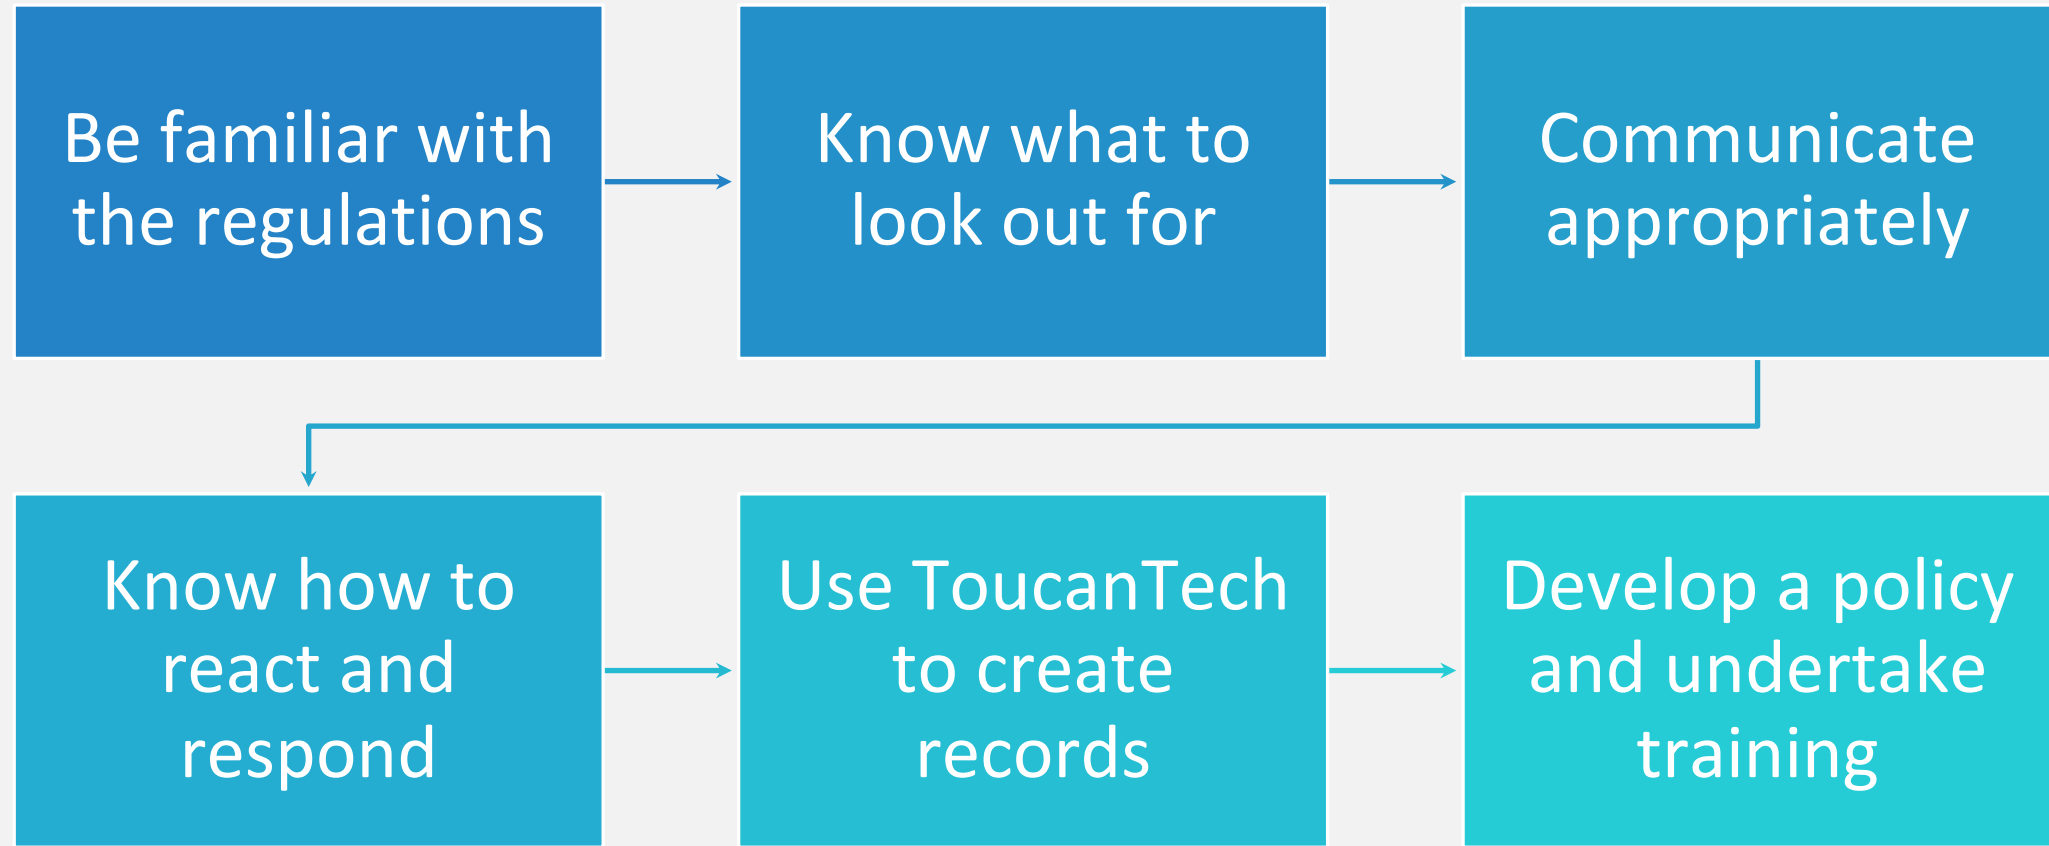 Be familiar with
the regulations
Know what to
look out for
Communicate
appropriately
Know how to
react and
respond
Use ToucanTech
to create
records
Develop a policy
and undertake
training